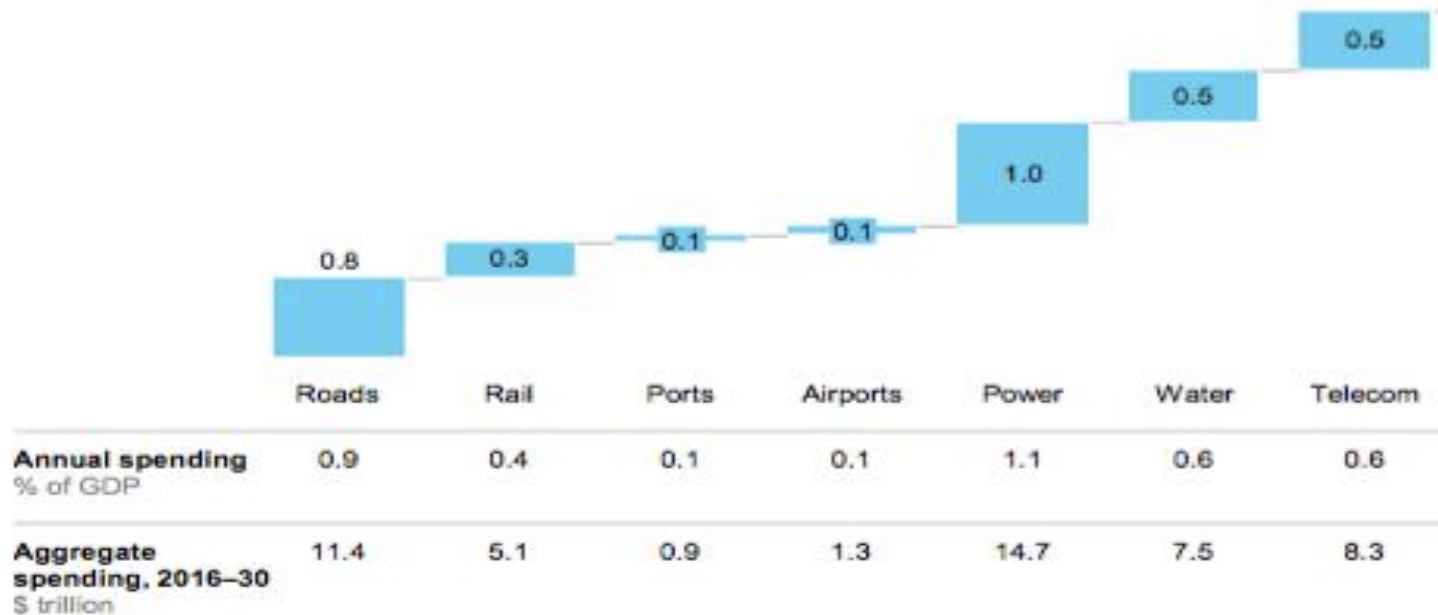 0.5
0.5
1.0
0.1
0.1
0.3
0.8
Roads Rail Ports Airports Power Water Telecom
Annual spending 0.9 0.4 0.1 0.1 1.1 0.6 0.6
% of GDP
Aggregate 11.4 5.1 0.9 1.3 14.7 7.5 8.3
spending, 2016–30
$ trillion